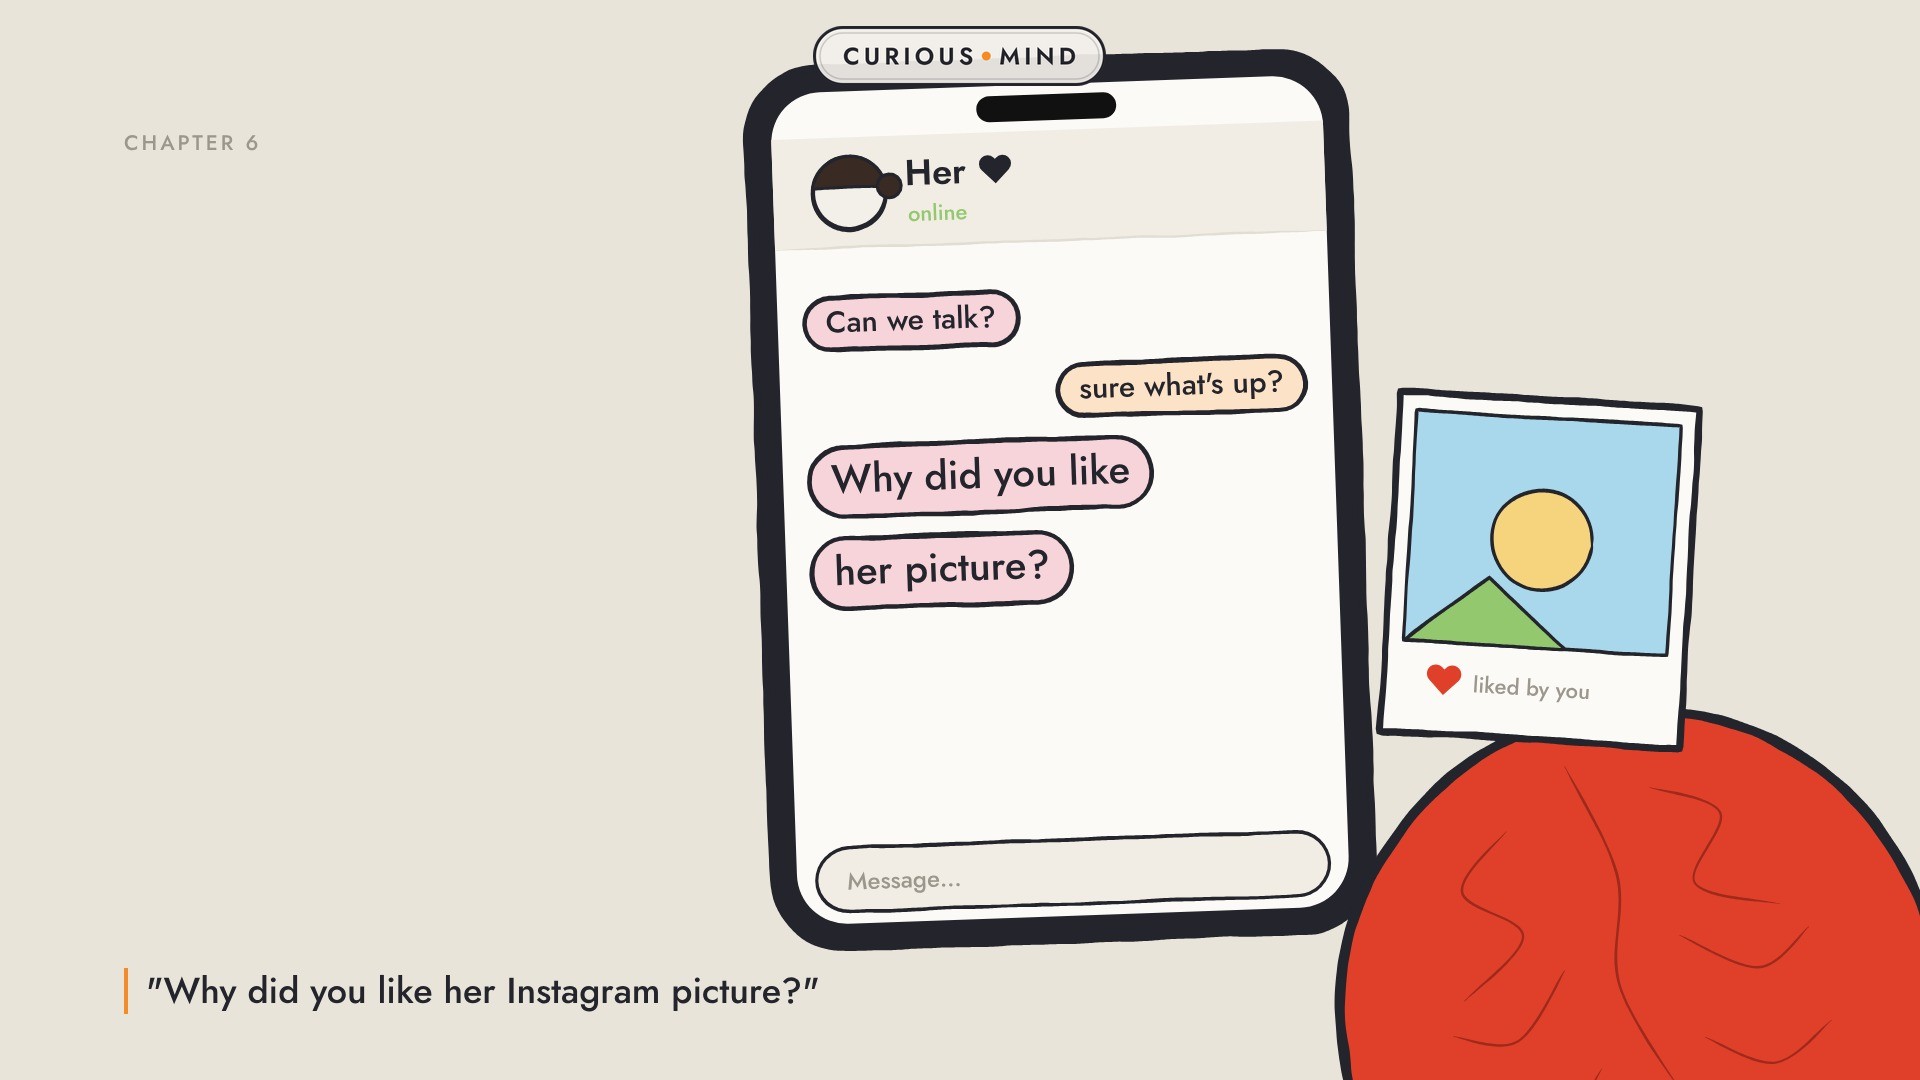 CURIOUS•MIND
CHAPTER 6
Her ♥
online
Can we talk?
sure what's up?
Why did you like
her picture?
♥ liked by you
Message...
"Why did you like her Instagram picture?"